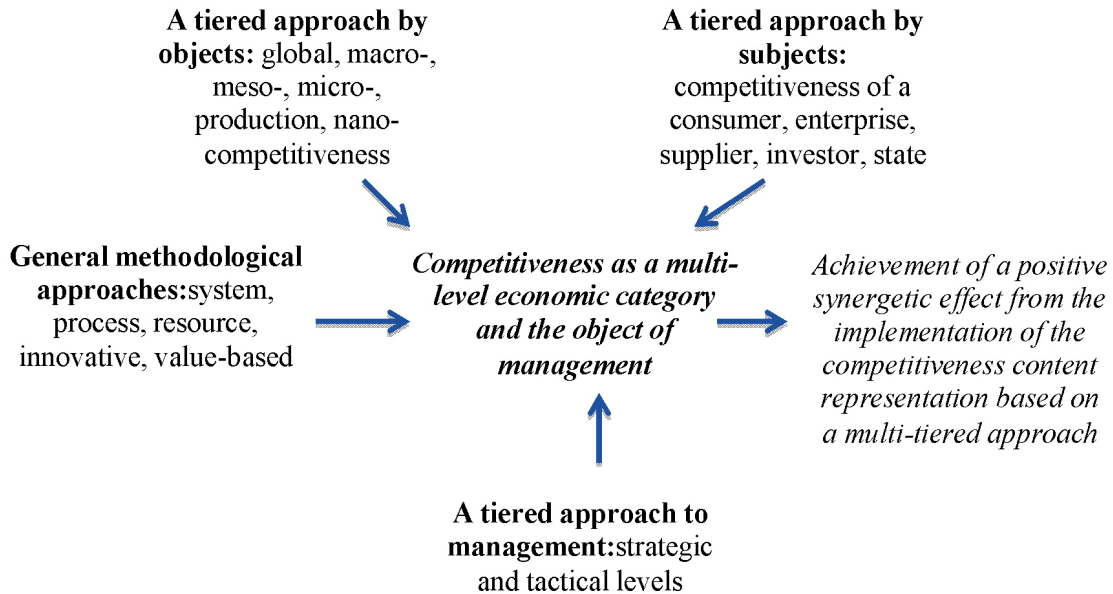 A tiered approach by
objects: global, macro-,
meso-, micro-,
production, nano-
competitiveness
A tiered approach by
subjects:
competitiveness of a
consumer, enterprise,
supplier, investor, state
General methodological
approaches:system,
process, resource,
innovative, value-based
Competitiveness as a multi-
level economic category
and the object of
management
Achievement of a positive
synergetic effect from the
implementation of the
competitiveness content
representation based on
a multi-tiered approach
A tiered approach to
management:strategic
and tactical levels